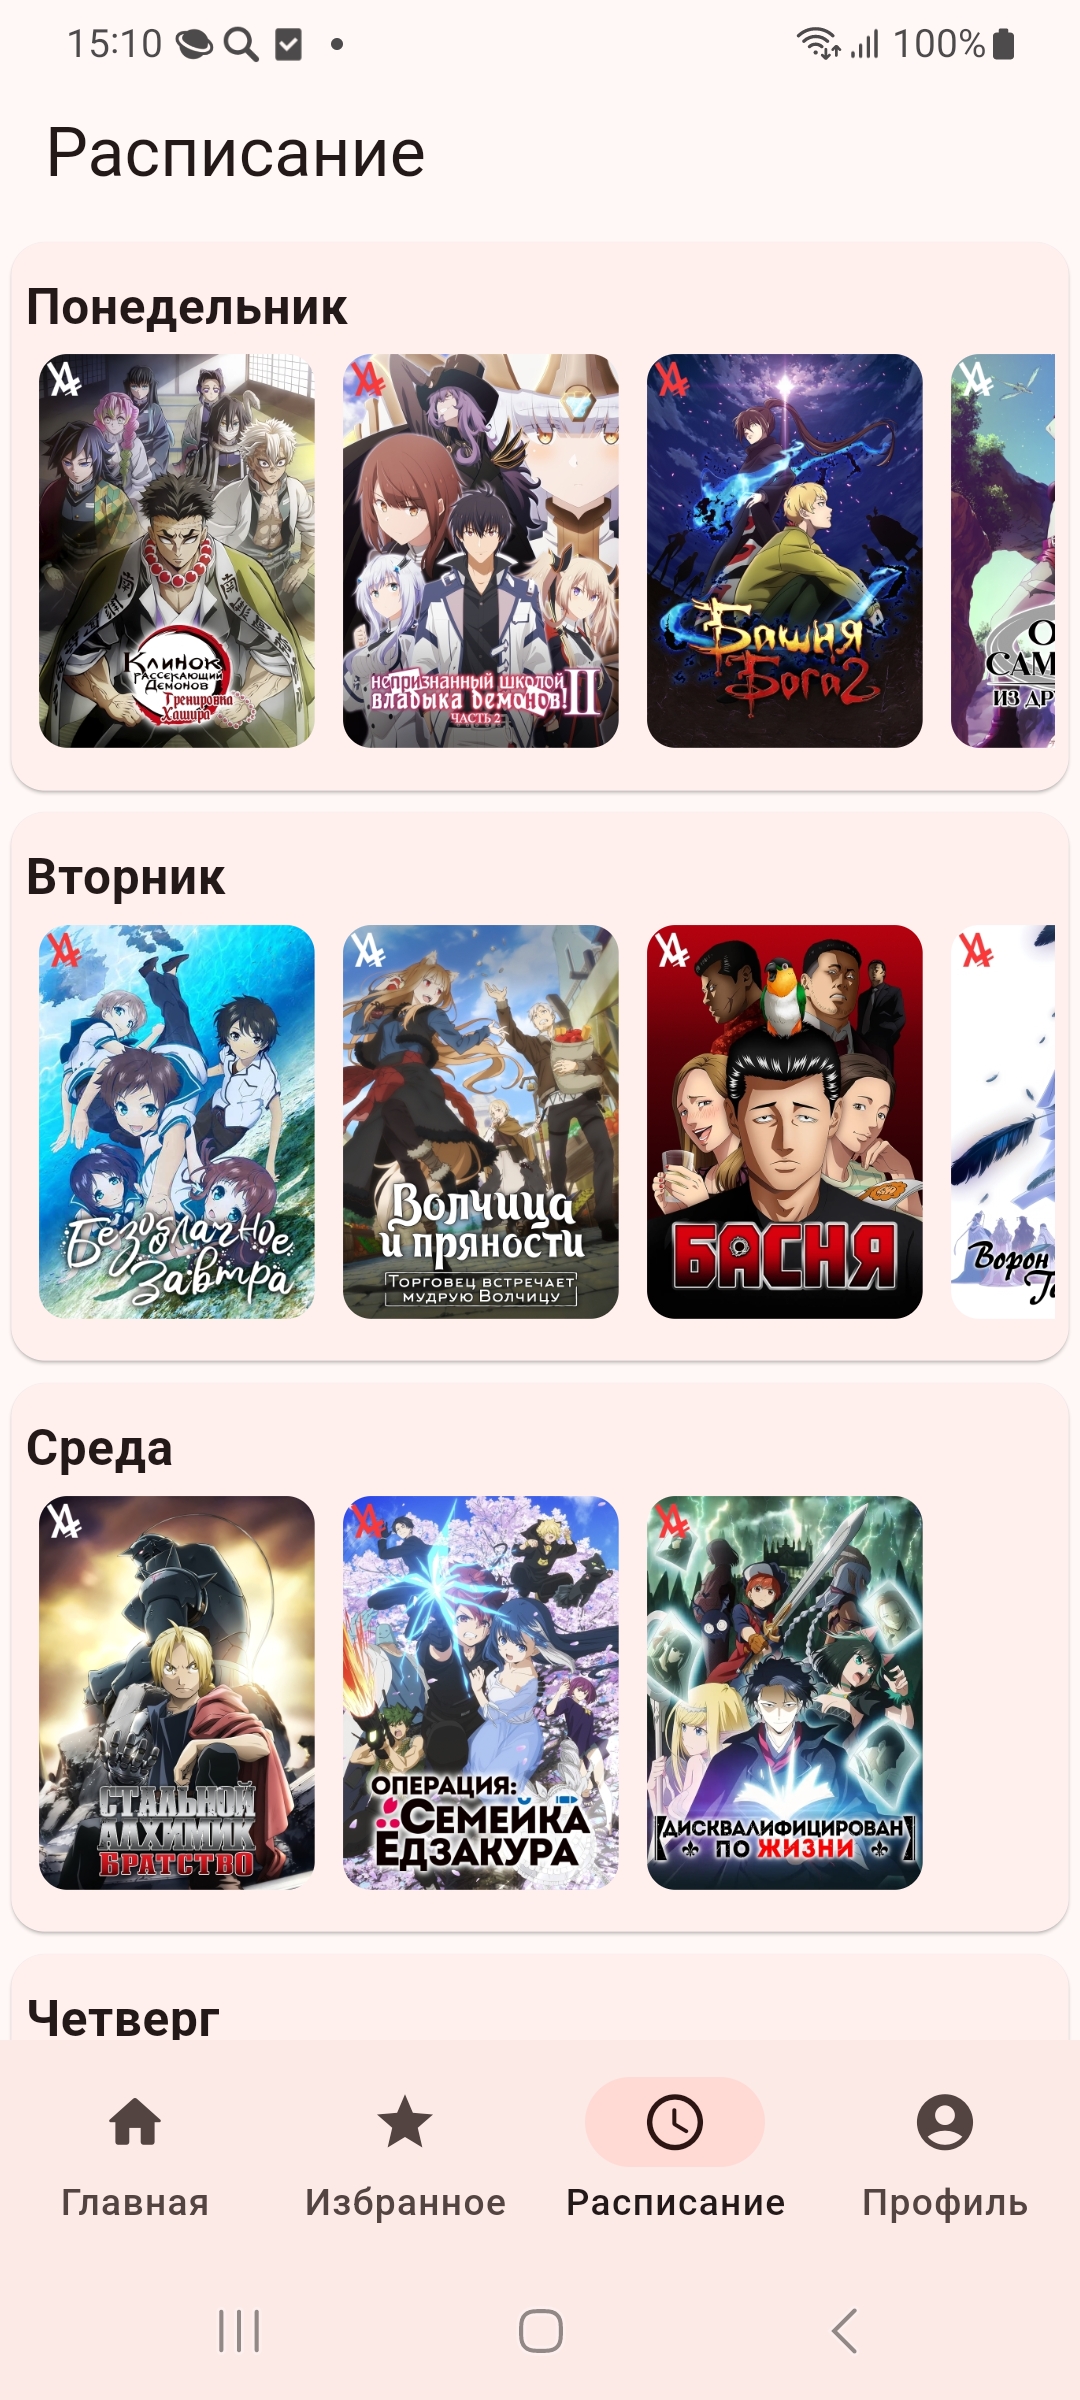 15:10
100%
Расписание
Понедельник
Клинок
рассекающий
Демонов
Тренировка
Хашира
непризнанный школой
владыка демонов! II
ЧАСТЬ 2
Башня
Бога 2
О
САМ
ИЗ ДР
Вторник
Безоблачное
Завтра
Волчица
и пряности
Торговец встречает
мудрую Волчицу
БАСНЯ
Ворон
Среда
СТАЛЬНОЙ
АЛХИМИК
БРАТСТВО
ОПЕРАЦИЯ:
СЕМЕЙКА
ЁДЗАКУРА
ДИСКВАЛИФИЦИРОВАН
ПО ЖИЗНИ
Четверг
Главная
Избранное
Расписание
Профиль